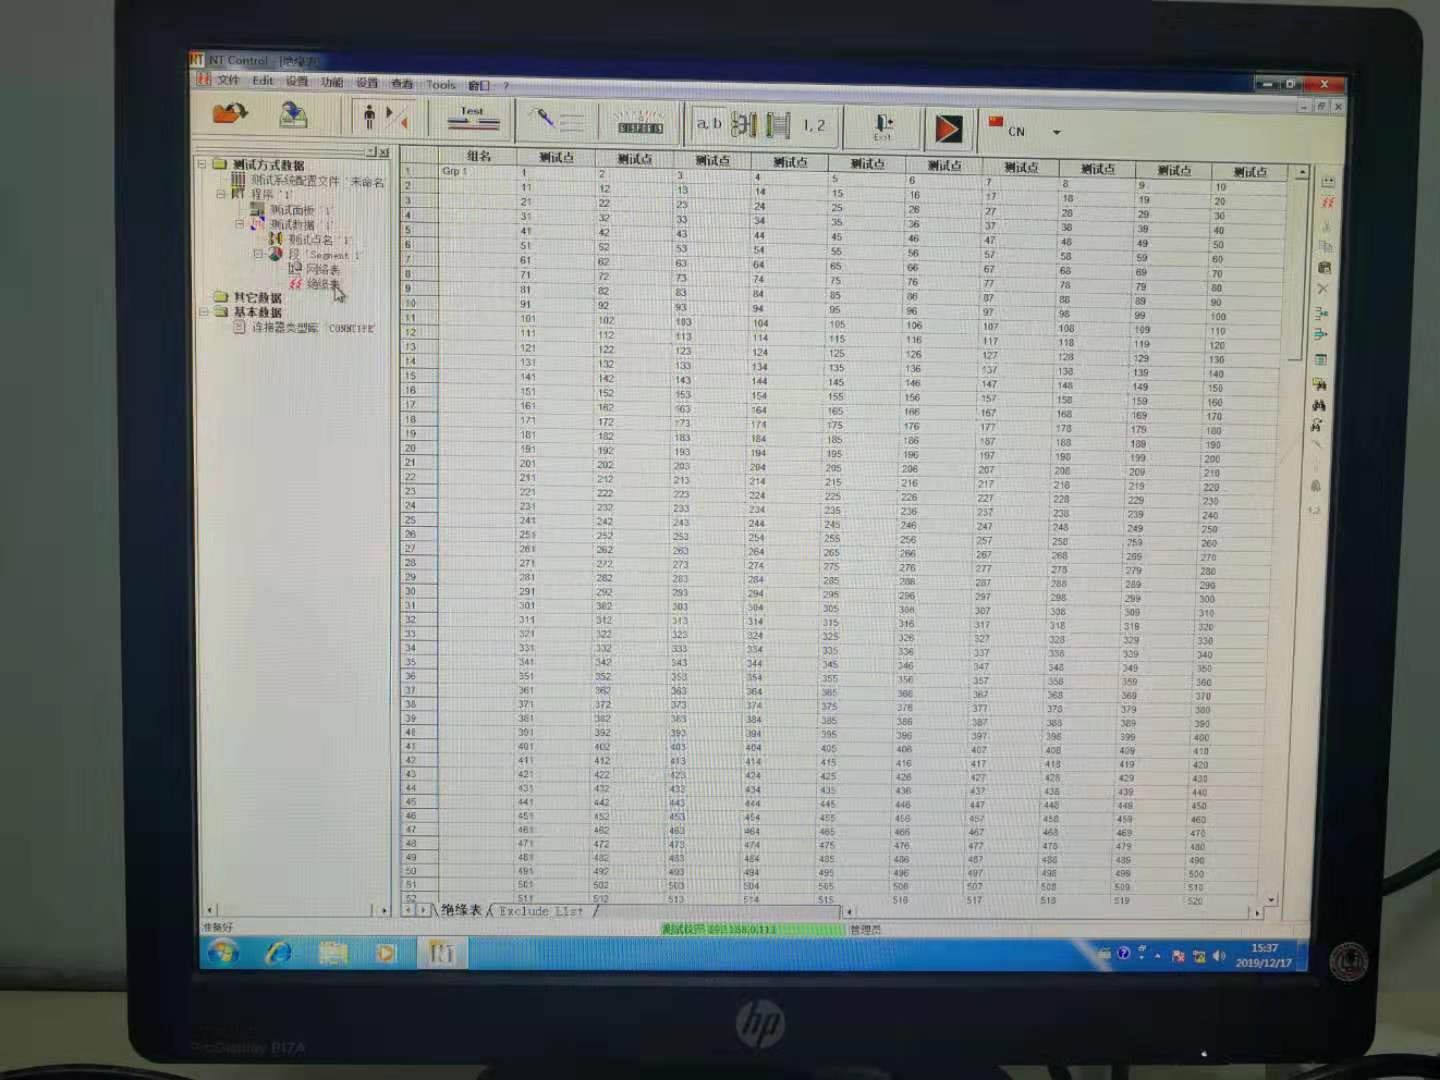 NT Control - [绝缘表]
文件 Edit 设置 功能 设置 查看 Tools 窗口 ?
Test a, b 1, 2 Exit CN
测试方式数据
测试系统配置文件 '未命名
程序 '1'
测试面板 '1'
测试数据 '1'
测试点名 '1'
段 'Segment 1'
网络表
绝缘表
其它数据
基本数据
连接器类型库
组名 测试点 测试点 测试点 测试点 测试点 测试点 测试点 测试点 测试点 测试点
1 Grp 1 1 2 3 4 5 6 7 8 9 10
2 11 12 13 14 15 16 17 18 19 20
3 21 22 23 24 25 26 27 28 29 30
4 31 32 33 34 35 36 37 38 39 40
5 41 42 43 44 45 46 47 48 49 50
6 51 52 53 54 55 56 57 58 59 60
7 61 62 63 64 65 66 67 68 69 70
8 71 72 73 74 75 76 77 78 79 80
9 81 82 83 84 85 86 87 88 89 90
10 91 92 93 94 95 96 97 98 99 100
11 101 102 103 104 105 106 107 108 109 110
12 111 112 113 114 115 116 117 118 119 120
13 121 122 123 124 125 126 127 128 129 130
14 131 132 133 134 135 136 137 138 139 140
15 141 142 143 144 145 146 147 148 149 150
16 151 152 153 154 155 156 157 158 159 160
17 161 162 163 164 165 166 167 168 169 170
18 171 172 173 174 175 176 177 178 179 180
19 181 182 183 184 185 186 187 188 189 190
20 191 192 193 194 195 196 197 198 199 200
21 201 202 203 204 205 206 207 208 209 210
22 211 212 213 214 215 216 217 218 219 220
23 221 222 223 224 225 226 227 228 229 230
24 231 232 233 234 235 236 237 238 239 240
25 241 242 243 244 245 246 247 248 249 250
26 251 252 253 254 255 256 257 258 259 260
27 261 262 263 264 265 266 267 268 269 270
28 271 272 273 274 275 276 277 278 279 280
29 281 282 283 284 285 286 287 288 289 290
30 291 292 293 294 295 296 297 298 299 300
31 301 302 303 304 305 306 307 308 309 310
32 311 312 313 314 315 316 317 318 319 320
33 321 322 323 324 325 326 327 328 329 330
34 331 332 333 334 335 336 337 338 339 340
35 341 342 343 344 345 346 347 348 349 350
36 351 352 353 354 355 356 357 358 359 360
37 361 362 363 364 365 366 367 368 369 370
38 371 372 373 374 375 376 377 378 379 380
39 381 382 383 384 385 386 387 388 389 390
40 391 392 393 394 395 396 397 398 399 400
41 401 402 403 404 405 406 407 408 409 410
42 411 412 413 414 415 416 417 418 419 420
43 421 422 423 424 425 426 427 428 429 430
44 431 432 433 434 435 436 437 438 439 440
45 441 442 443 444 445 446 447 448 449 450
46 451 452 453 454 455 456 457 458 459 460
47 461 462 463 464 465 466 467 468 469 470
48 471 472 473 474 475 476 477 478 479 480
49 481 482 483 484 485 486 487 488 489 490
50 491 492 493 494 495 496 497 498 499 500
51 501 502 503 504 505 506 507 508 509 510
52 511 512 513 514 515 516 517 518 519 520
绝缘表 Exclude List
准备好 管理员
15:37
2019/12/17
hp
ProDisplay P17A